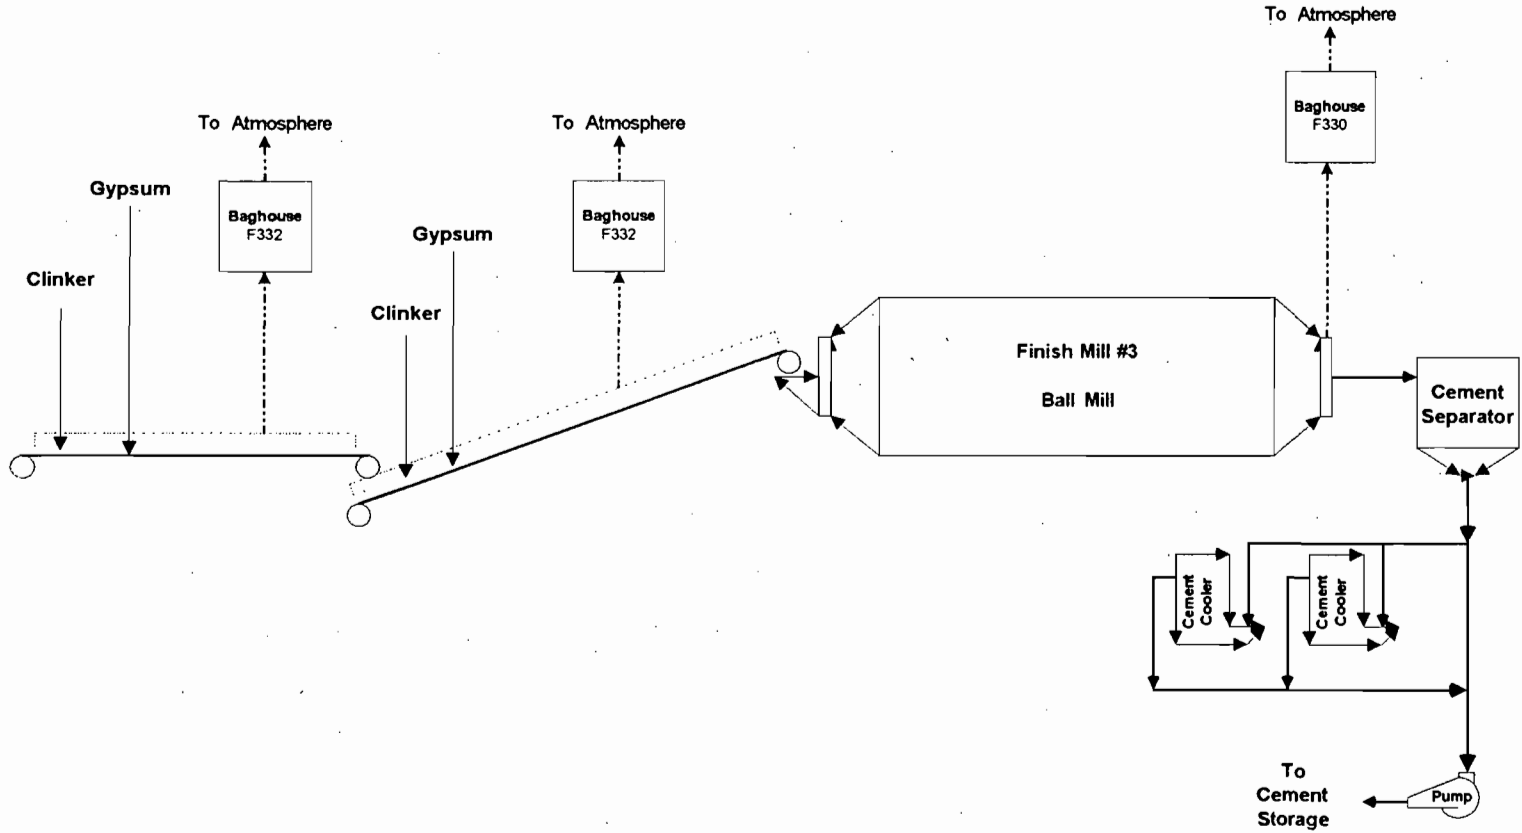 To Atmosphere
Baghouse
F330
To Atmosphere
To Atmosphere
Gypsum
Baghouse
F332
Baghouse
F332
Gypsum
Clinker
Clinker
Finish Mill #3
Ball Mill
Cement
Separator
Cement
Cooler
Cement
Cooler
To
Cement
Storage
Pump